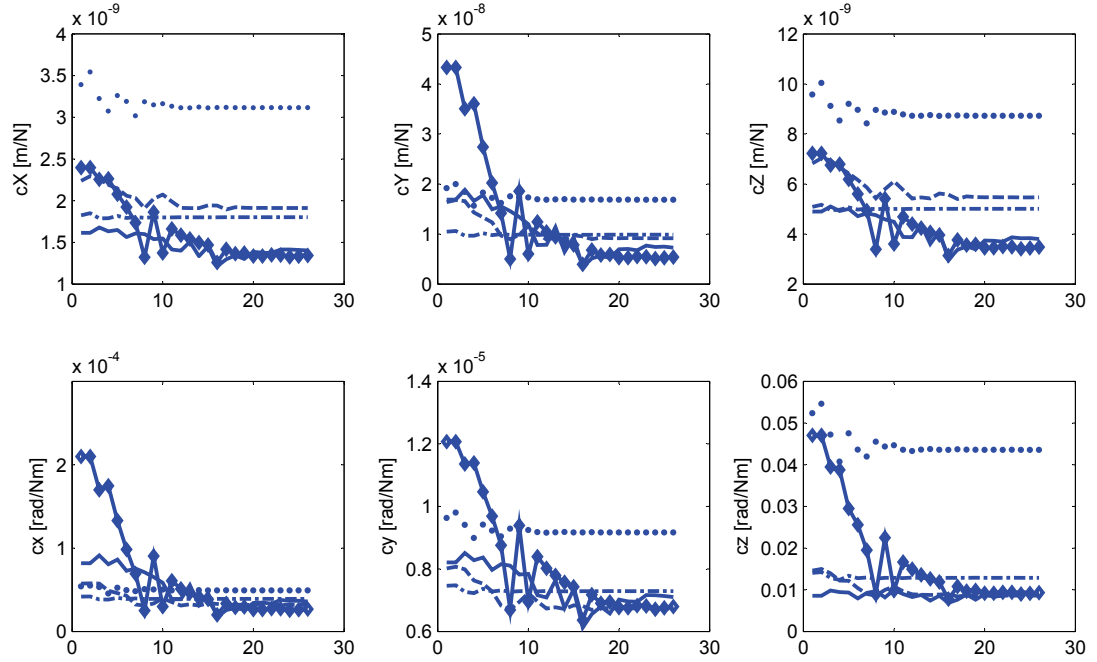 x 10-9
4
3.5
3
2.5
2
1.5
1
cX [m/N]
0 10 20 30
x 10-8
5
4
3
2
1
0
cY [m/N]
0 10 20 30
x 10-9
12
10
8
6
4
2
cZ [m/N]
0 10 20 30
x 10-4
2
1
0
cx [rad/Nm]
0 10 20 30
x 10-5
1.4
1.2
1
0.8
0.6
cy [rad/Nm]
0 10 20 30
0.06
0.05
0.04
0.03
0.02
0.01
0
cz [rad/Nm]
0 10 20 30